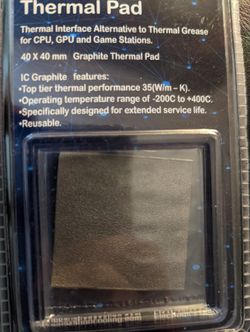 Thermal Pad
Thermal Interface Alternative to Thermal Grease
for CPU, GPU and Game Stations.
40 X 40 mm Graphite Thermal Pad
IC Graphite features:
•Top tier thermal performance 35(W/m – K).
•Operating temperature range of -200C to +400C.
•Specifically designed for extended service life.
•Reusable.